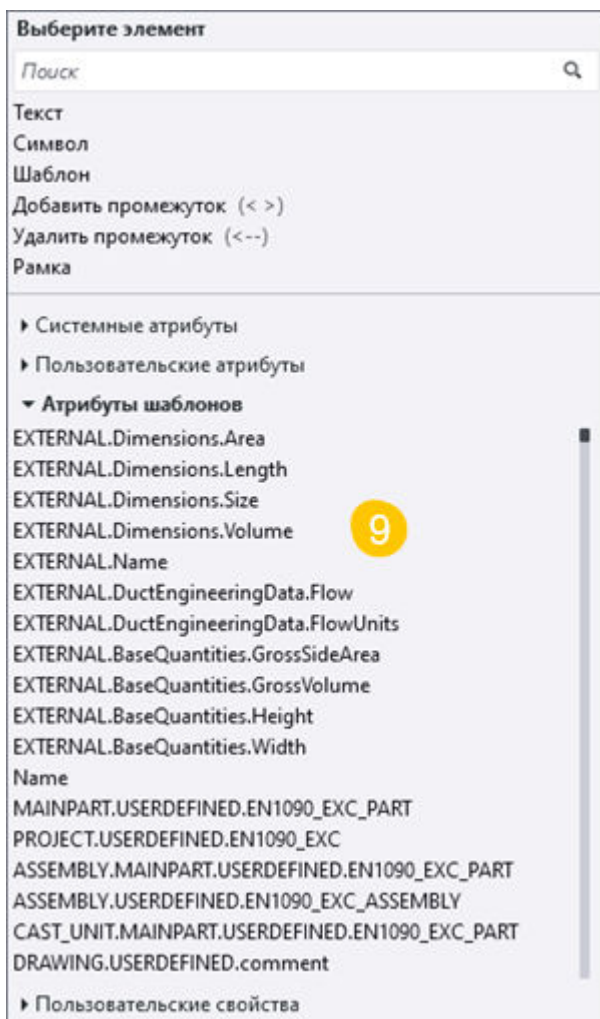 Выберите элемент
Поиск
Текст
Символ
Шаблон
Добавить промежуток (< >)
Удалить промежуток (<--)
Рамка
Системные атрибуты
Пользовательские атрибуты
Атрибуты шаблонов
EXTERNAL.Dimensions.Area
EXTERNAL.Dimensions.Length
EXTERNAL.Dimensions.Size
EXTERNAL.Dimensions.Volume
9
EXTERNAL.Name
EXTERNAL.DuctEngineeringData.Flow
EXTERNAL.DuctEngineeringData.FlowUnits
EXTERNAL.BaseQuantities.GrossSideArea
EXTERNAL.BaseQuantities.GrossVolume
EXTERNAL.BaseQuantities.Height
EXTERNAL.BaseQuantities.Width
Name
MAINPART.USERDEFINED.EN1090_EXC_PART
PROJECT.USERDEFINED.EN1090_EXC
ASSEMBLY.MAINPART.USERDEFINED.EN1090_EXC_PART
ASSEMBLY.USERDEFINED.EN1090_EXC_ASSEMBLY
CAST_UNIT.MAINPART.USERDEFINED.EN1090_EXC_PART
DRAWING.USERDEFINED.comment
Пользовательские свойства